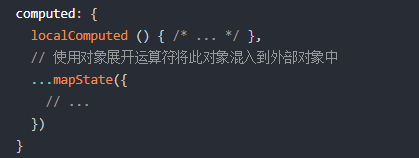 computed: {
  localComputed () { /* ... */ },
  // 使用对象展开运算符将此对象混入到外部对象中
  ...mapState({
    // ...
  })
}